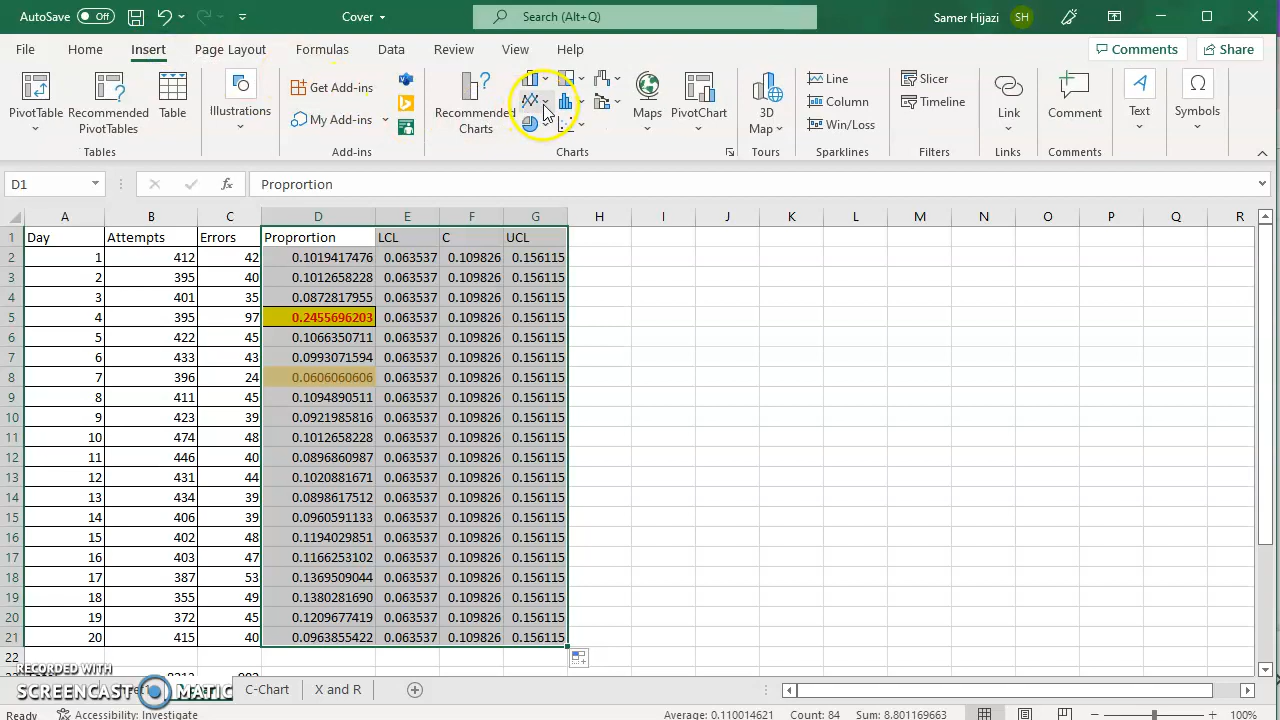 AutoSave Off Cover Search (Alt+Q) Samer Hijazi SH
File Home Insert Page Layout Formulas Data Review View Help Comments Share
PivotTable Recommended PivotTables Table Illustrations Get Add-ins My Add-ins Recommended Charts Maps PivotChart 3D Map Line Column Win/Loss Slicer Timeline Link Comment Text Symbols
Tables Add-ins Charts Tours Sparklines Filters Links Comments
D1 fx Proprortion
A B C D E F G H I J K L M N O P Q R
1 Day Attempts Errors Proprortion LCL C UCL
2 1 412 42 0.1019417476 0.063537 0.109826 0.156115
3 2 395 40 0.1012658228 0.063537 0.109826 0.156115
4 3 401 35 0.0872817955 0.063537 0.109826 0.156115
5 4 395 97 0.2455696203 0.063537 0.109826 0.156115
6 5 422 45 0.1066350711 0.063537 0.109826 0.156115
7 6 433 43 0.0993071594 0.063537 0.109826 0.156115
8 7 396 24 0.0606060606 0.063537 0.109826 0.156115
9 8 411 45 0.1094890511 0.063537 0.109826 0.156115
10 9 423 39 0.0921985816 0.063537 0.109826 0.156115
11 10 474 48 0.1012658228 0.063537 0.109826 0.156115
12 11 446 40 0.0896860987 0.063537 0.109826 0.156115
13 12 431 44 0.1020881671 0.063537 0.109826 0.156115
14 13 434 39 0.0898617512 0.063537 0.109826 0.156115
15 14 406 39 0.0960591133 0.063537 0.109826 0.156115
16 15 402 48 0.1194029851 0.063537 0.109826 0.156115
17 16 403 47 0.1166253102 0.063537 0.109826 0.156115
18 17 387 53 0.1369509044 0.063537 0.109826 0.156115
19 18 355 49 0.1380281690 0.063537 0.109826 0.156115
20 19 372 45 0.1209677419 0.063537 0.109826 0.156115
21 20 415 40 0.0963855422 0.063537 0.109826 0.156115
22
RECORDED WITH
SCREENCAST MATIC C-Chart X and R
Ready Accessibility: Investigate Average: 0.110014621 Count: 84 Sum: 8.801169663 100%